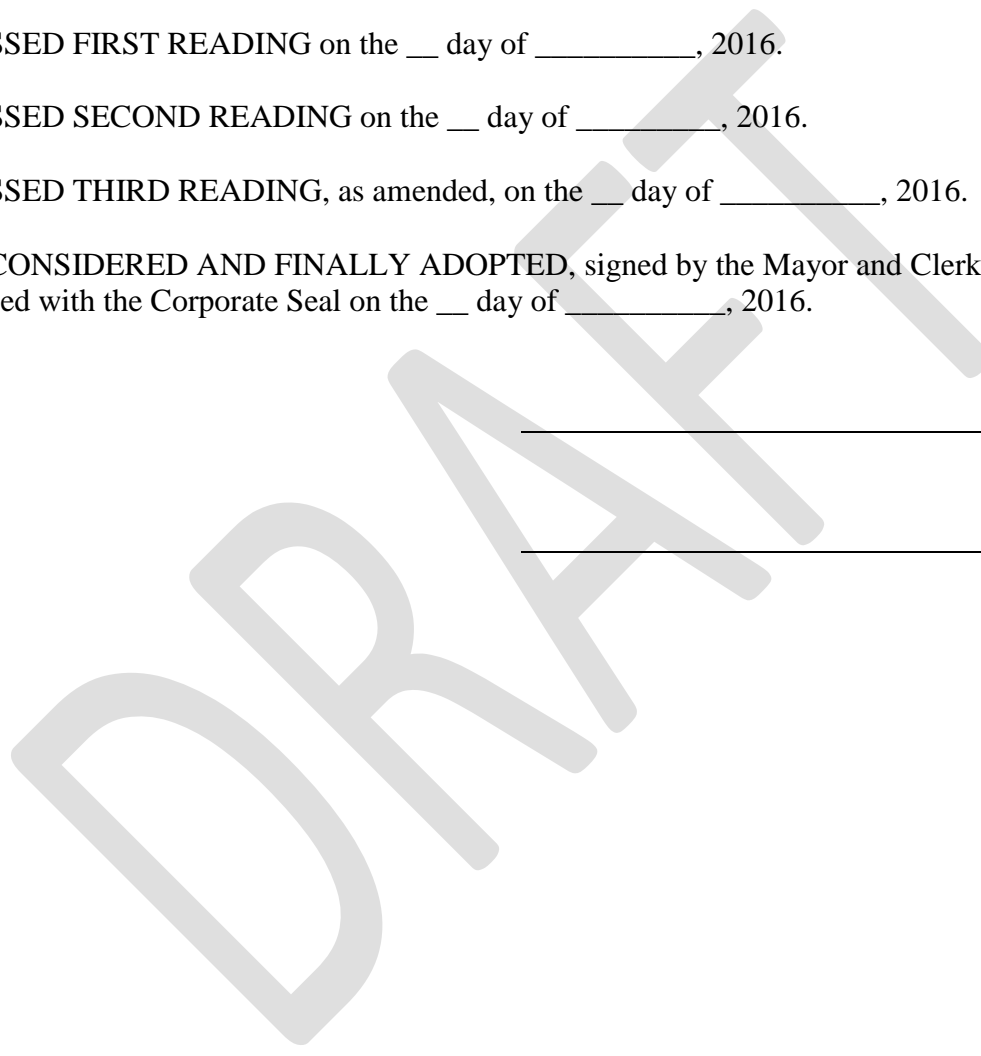 SSED FIRST READING on the __ day of __________, 2016.
SSED SECOND READING on the __ day of _________, 2016.
SSED THIRD READING, as amended, on the __ day of __________, 2016.
CONSIDERED AND FINALLY ADOPTED, signed by the Mayor and Clerk
ed with the Corporate Seal on the __ day of __________, 2016.
DRAFT